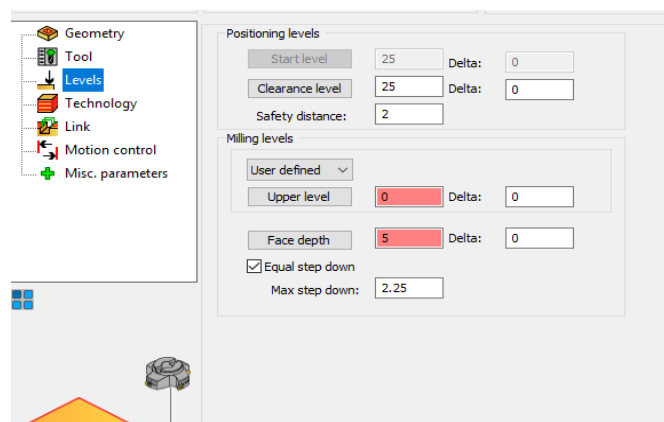 Geometry
Tool
Levels
Technology
Link
Motion control
Misc. parameters
Positioning levels
Start level 25 Delta: 0
Clearance level 25 Delta: 0
Safety distance: 2
Milling levels
User defined
Upper level 0 Delta: 0
Face depth 5 Delta: 0
Equal step down
Max step down: 2.25